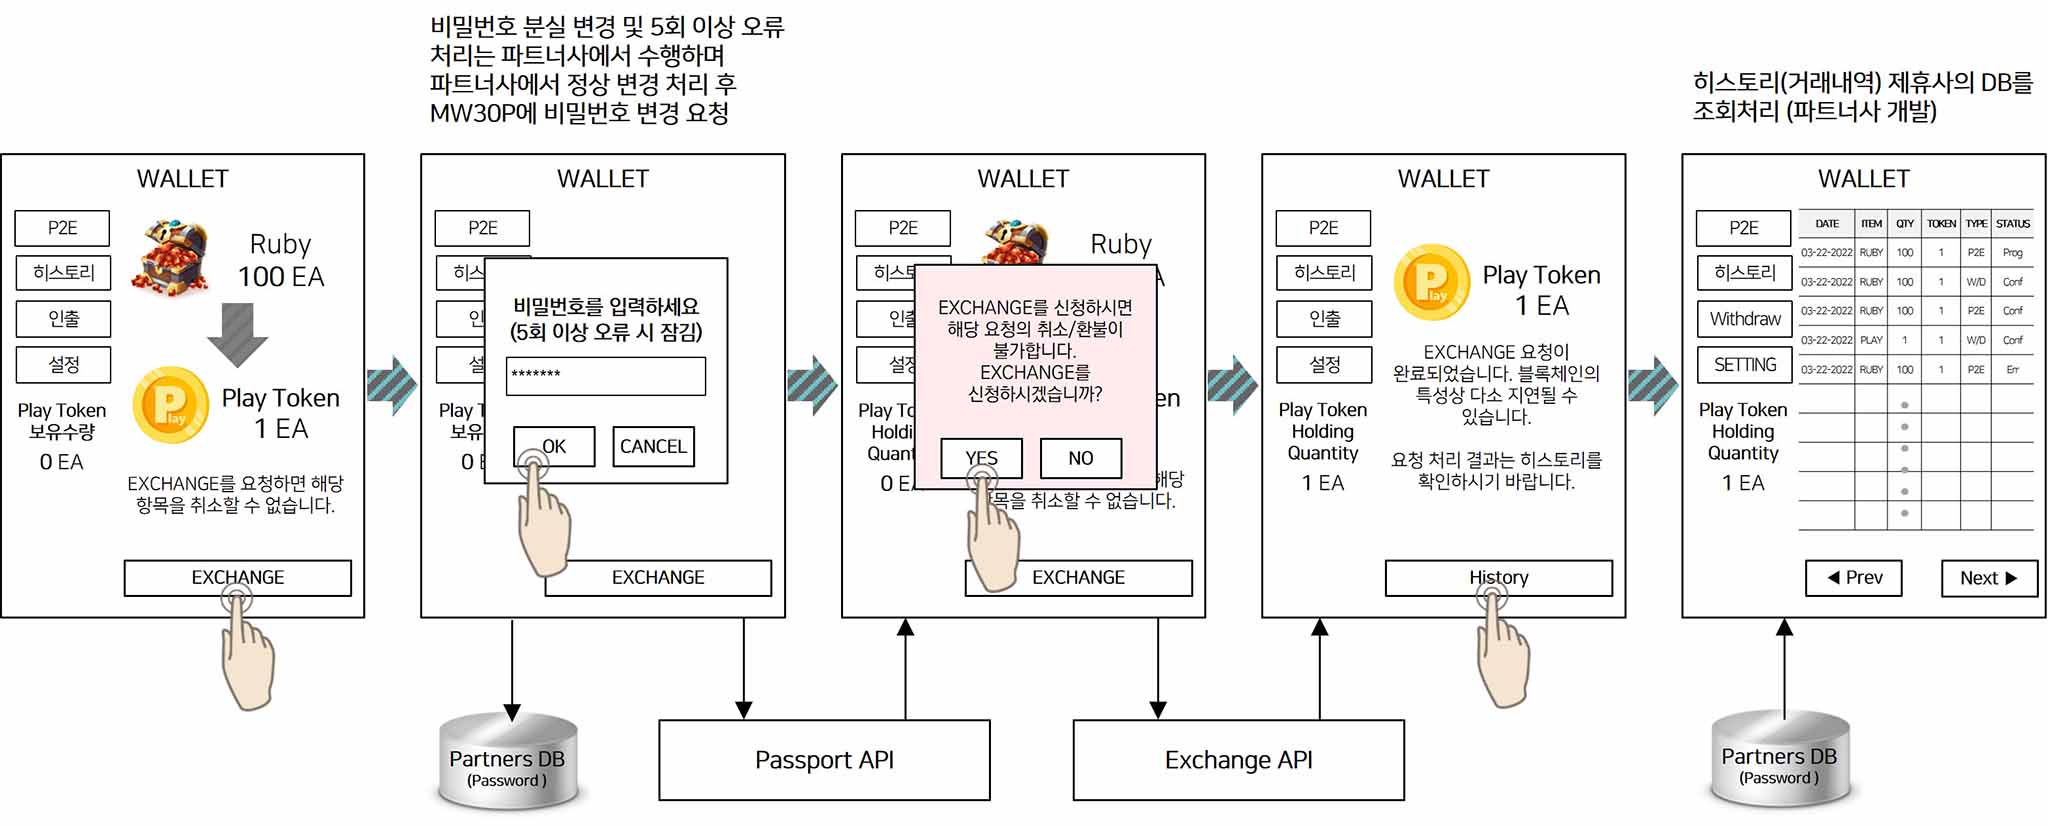 비밀번호 분실 변경 및 5회 이상 오류
처리는 파트너사에서 수행하며
파트너사에서 정상 변경 처리 후
MW30P에 비밀번호 변경 요청
히스토리(거래내역) 제휴사의 DB를
조회처리 (파트너사 개발)
WALLET
P2E
히스토리
인출
설정
Play Token
보유수량
0 EA
Ruby
100 EA
Play
Play Token
1 EA
EXCHANGE를 요청하면 해당
항목을 취소할 수 없습니다.
EXCHANGE
WALLET
P2E
비밀번호를 입력하세요
(5회 이상 오류 시 잠김)
*******
OK
CANCEL
0
EXCHANGE
WALLET
P2E
Ruby
EXCHANGE를 신청하시면
해당 요청의 취소/환불이
불가합니다.
EXCHANGE를
신청하시겠습니까?
YES
NO
Holding
0
해당
항목을 취소할 수 없습니다.
EXCHANGE
WALLET
P2E
히스토리
인출
설정
Play Token
Holding
Quantity
1 EA
Play
Play Token
1 EA
EXCHANGE 요청이
완료되었습니다. 블록체인의
특성상 다소 지연될 수
있습니다.
요청 처리 결과는 히스토리를
확인하시기 바랍니다.
History
WALLET
P2E
히스토리
Withdraw
SETTING
Play Token
Holding
Quantity
1 EA
DATE ITEM QTY TOKEN TYPE STATUS
03-22-2022 RUBY 100 1 P2E Prog
03-22-2022 RUBY 100 1 W/D Conf
03-22-2022 RUBY 100 1 P2E Conf
03-22-2022 PLAY 1 1 W/D Conf
03-22-2022 RUBY 100 1 P2E Err
◀ Prev
Next ▶
Partners DB
(Password )
Passport API
Exchange API
Partners DB
(Password )